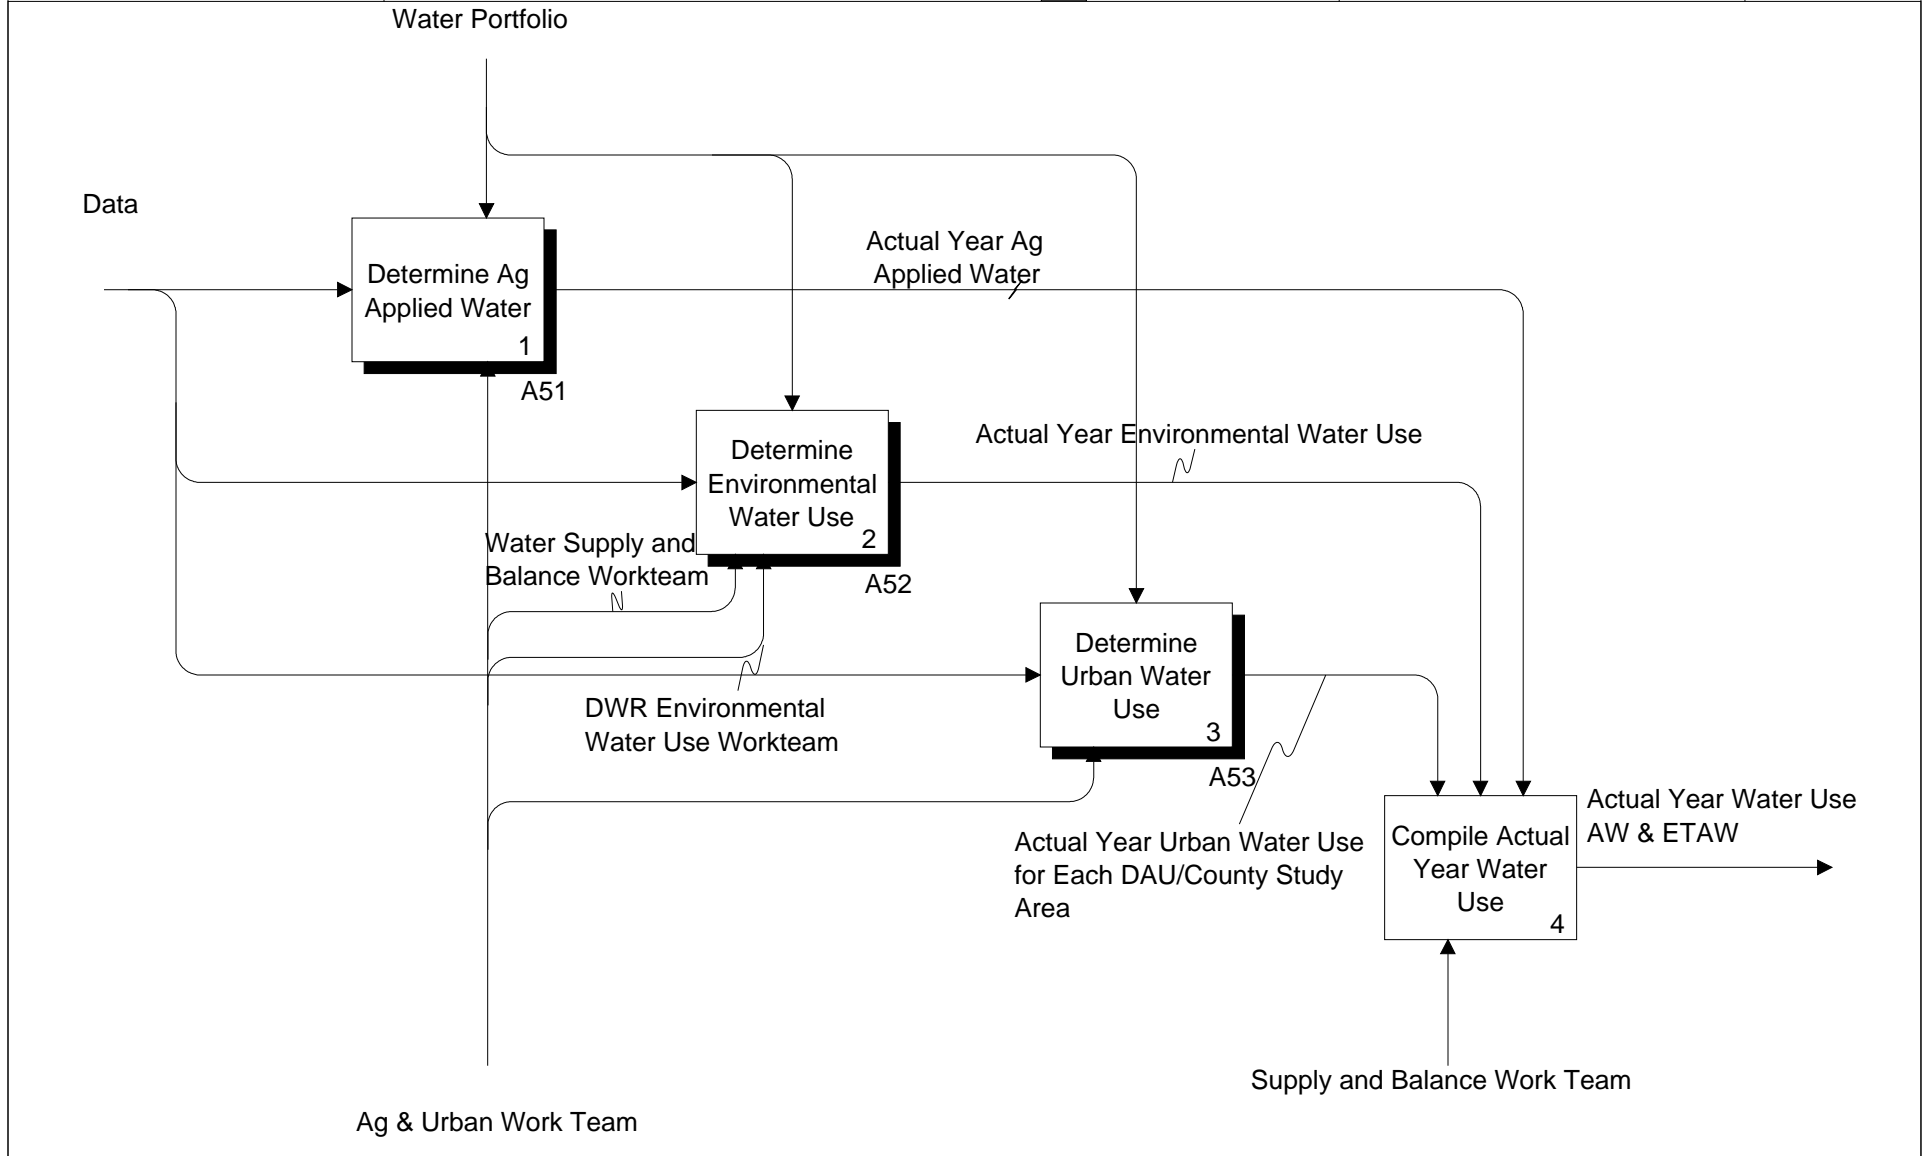 Water Portfolio
Data
Actual Year Ag
Applied Water
Determine Ag
Applied Water
1
A51
Actual Year Environmental Water Use
Determine
Environmental
Water Use
2
A52
Water Supply and
Balance Workteam
Determine
Urban Water
Use
3
A53
DWR Environmental
Water Use Workteam
Actual Year Water Use
AW & ETAW
Compile Actual
Year Water
Use
4
Actual Year Urban Water Use
for Each DAU/County Study
Area
Supply and Balance Work Team
Ag & Urban Work Team